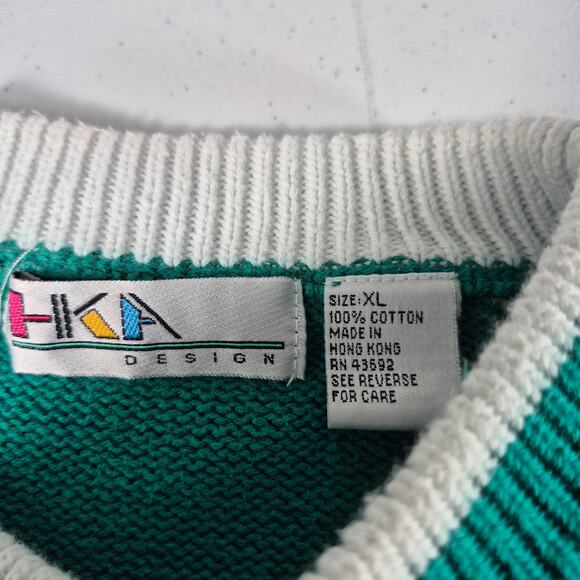 HKA
DESIGN
SIZE: XL
100% COTTON
MADE IN
HONG KONG
RN 43692
SEE REVERSE
FOR CARE